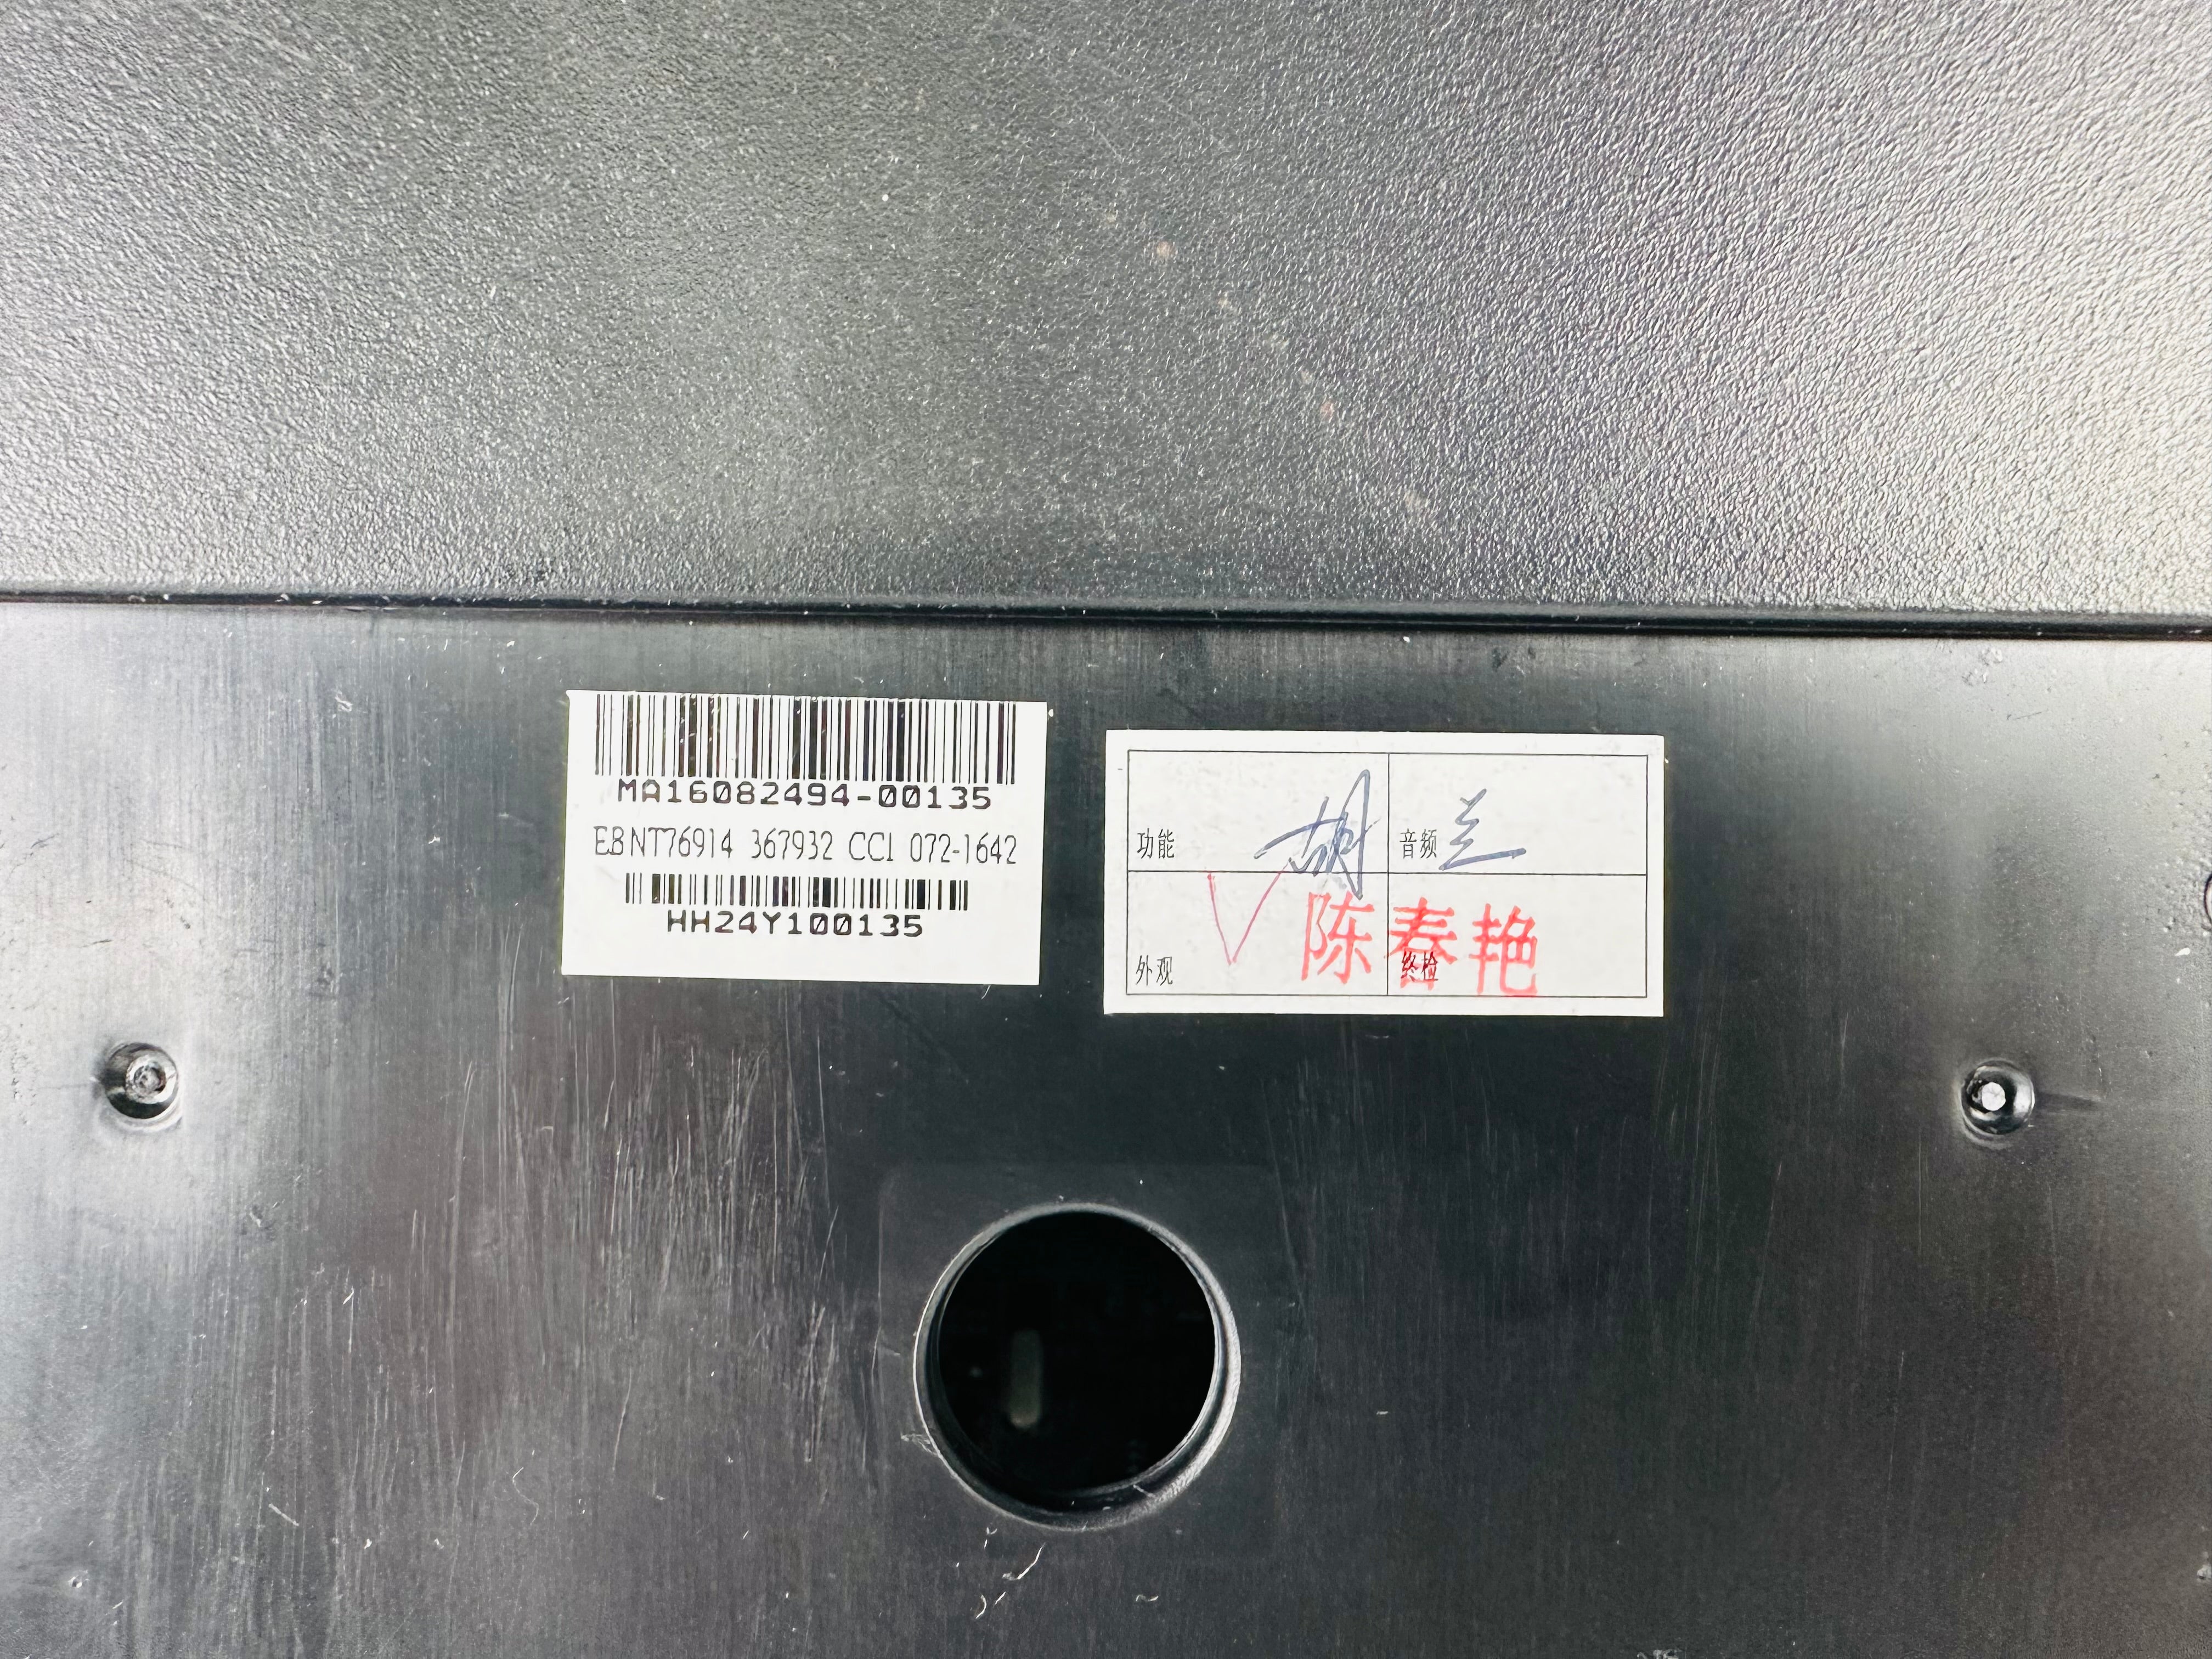 MA16082494-00135
EBNT76914 367932 CC1 072-1642
HH24Y100135
功能 胡
音频 兰
外观
陈春艳
终检